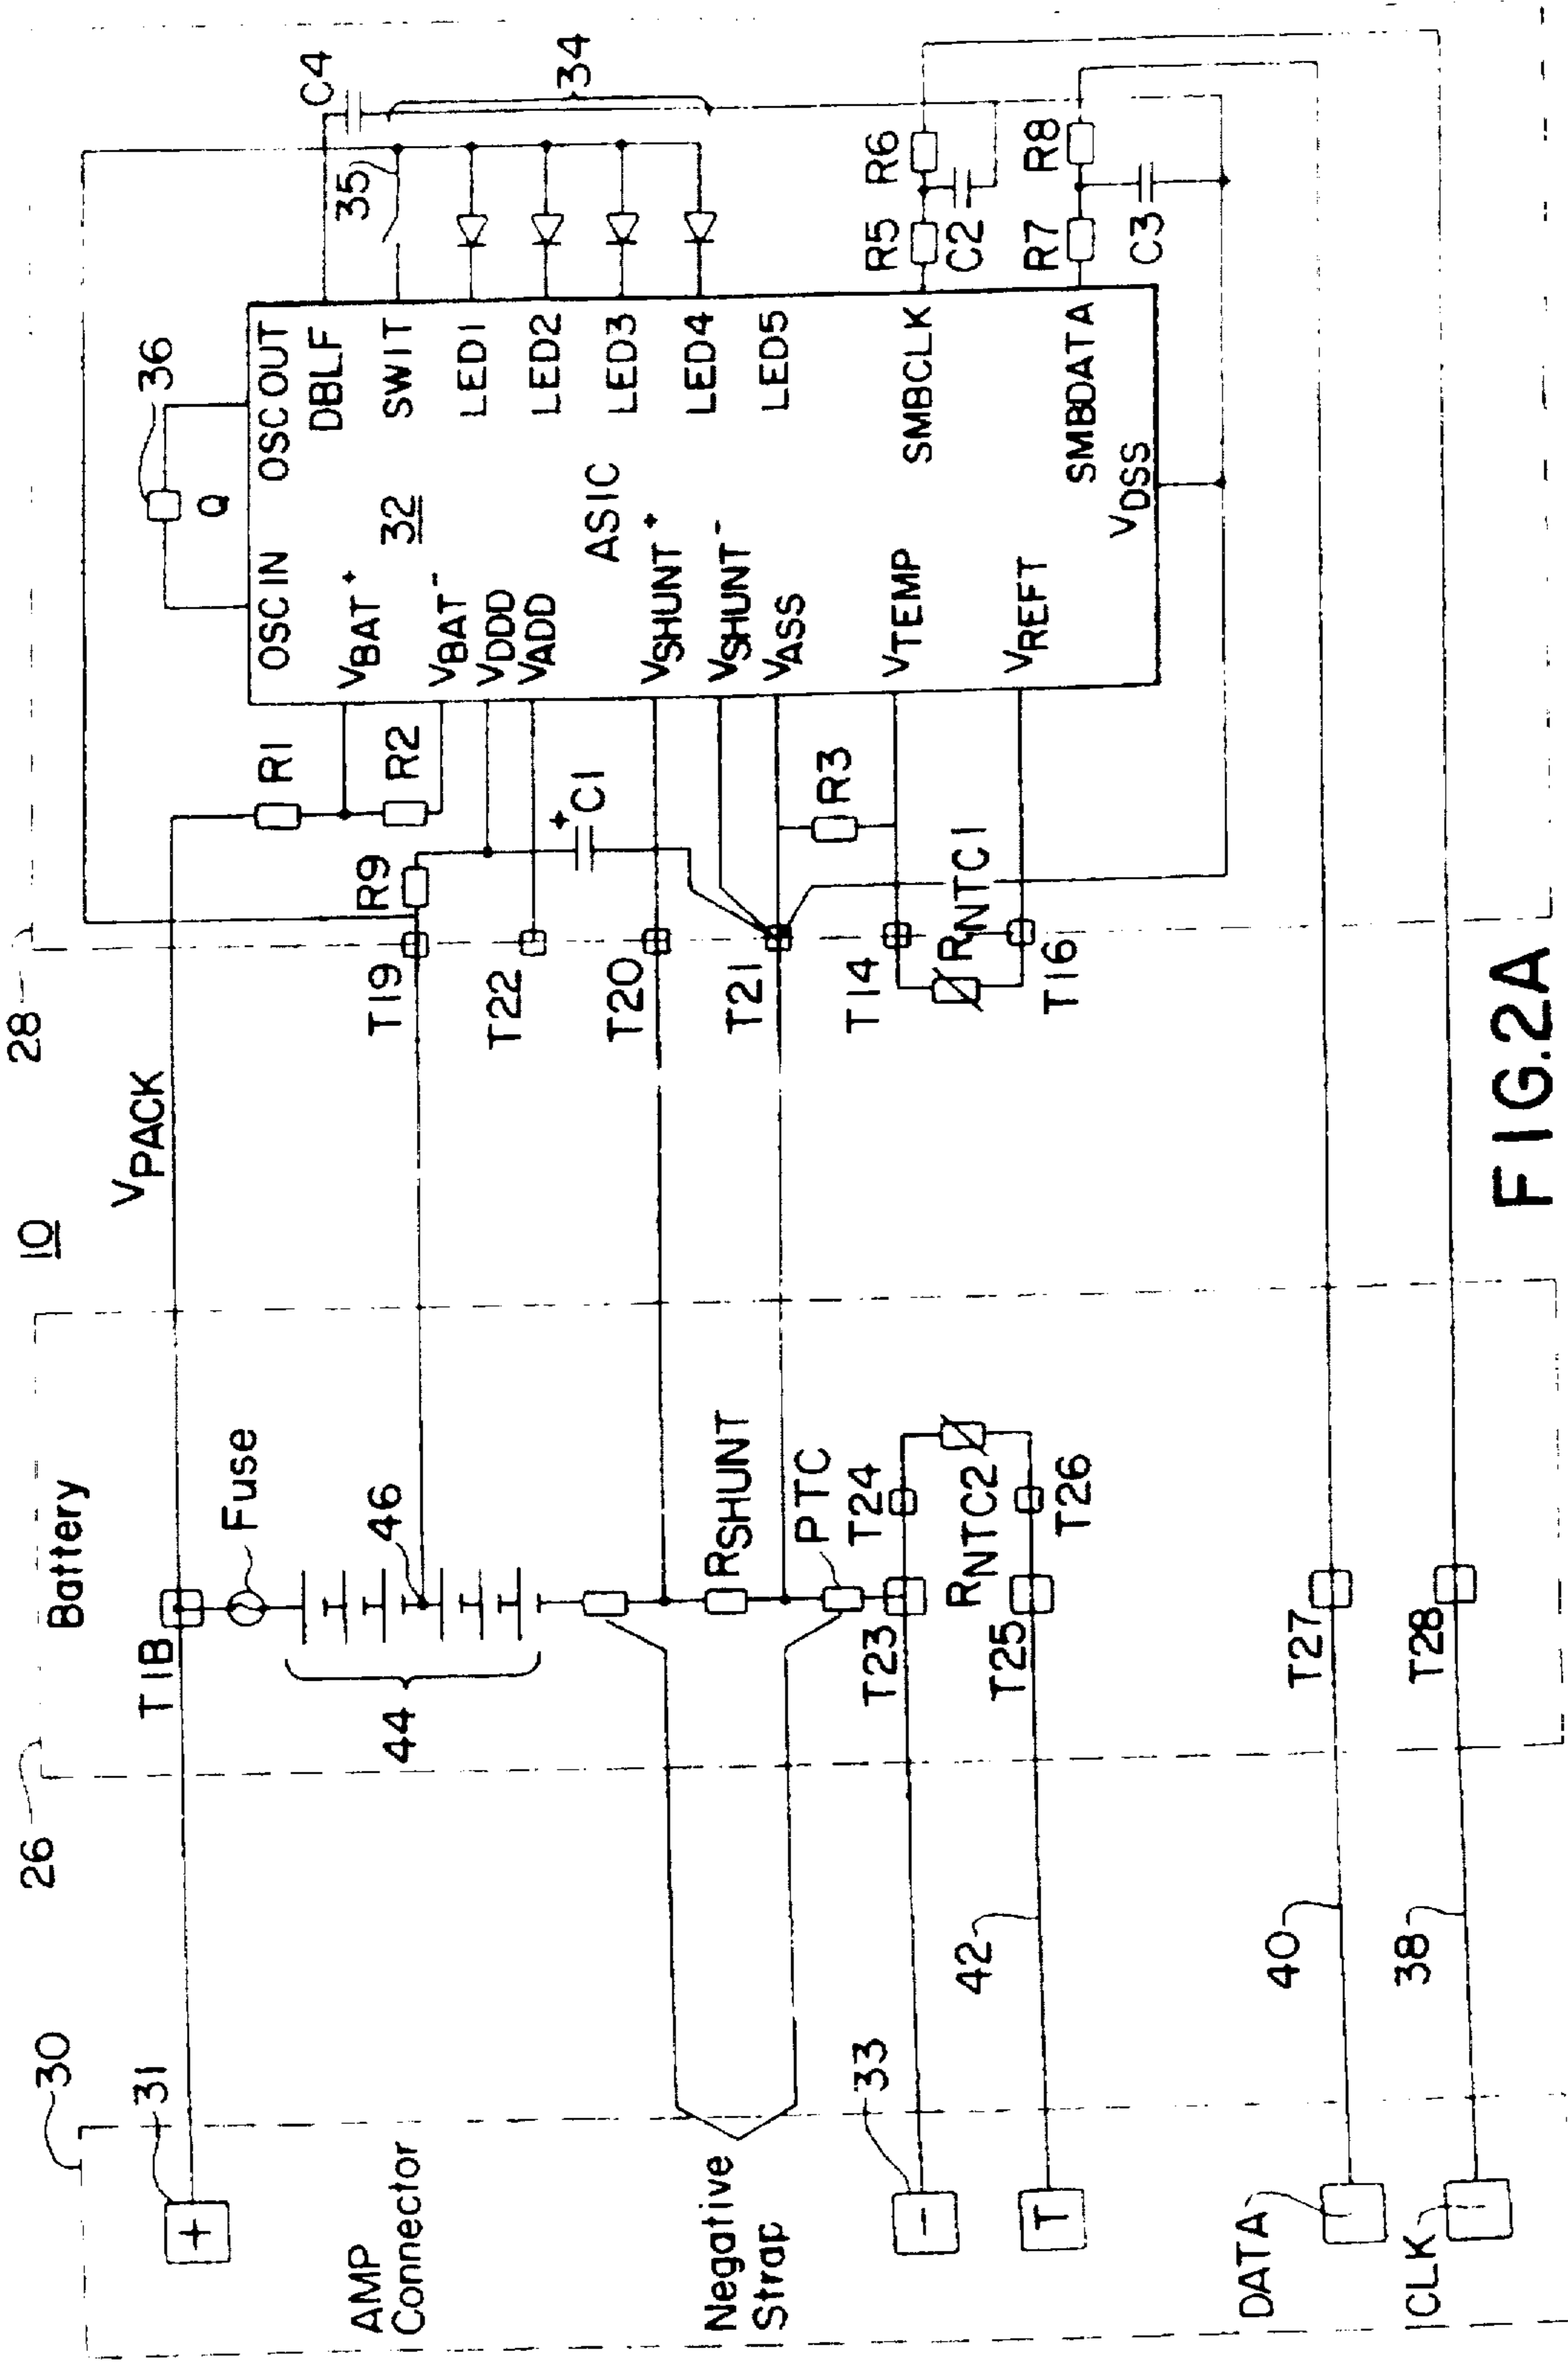 10
28
26
30
Battery
VPACK
36
Q
OSC IN
OSC OUT
VBAT+
VBAT-
VDDD
VADD
32
ASIC
VSHUNT+
VSHUNT-
VASS
VTEMP
VREFT
VDSS
DBLF
SWIT
LED1
LED2
LED3
LED4
LED5
SMBCLK
SMBDATA
C4
35
34
R5
R6
C2
R7
R8
C3
R1
R2
R9
+
C1
R3
T19
T22
T20
T21
T14
RNTC1
T16
T1B
Fuse
46
44
RSHUNT
PTC
T23
T24
RNTC2
T25
T26
T27
T28
31
+
AMP
Connector
Negative
Strap
33
-
T
42
DATA
40
CLK
38
FIG.2A